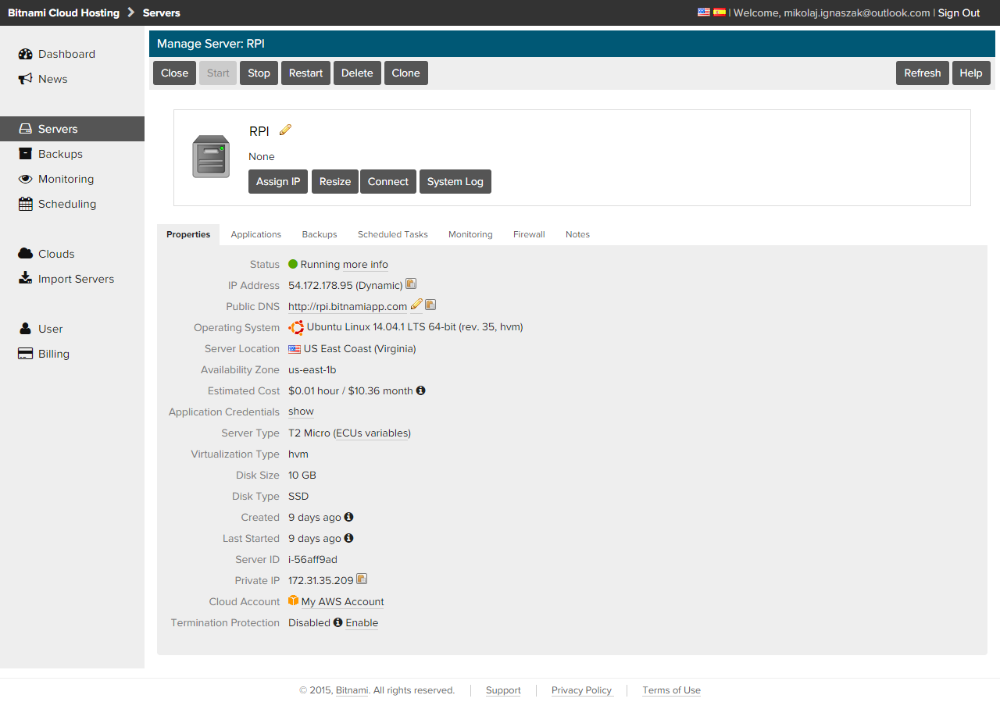 Bitnami Cloud Hosting Servers | Welcome, mikolaj.ignaszak@outlook.com | Sign Out
Manage Server: RPI
Close Start Stop Restart Delete Clone Refresh Help
Dashboard
News
Servers
Backups
Monitoring
Scheduling
Clouds
Import Servers
User
Billing
RPI
None
Assign IP Resize Connect System Log
Properties Applications Backups Scheduled Tasks Monitoring Firewall Notes
Status Running more info
IP Address 54.172.178.95 (Dynamic)
Public DNS http://rpi.bitnamiapp.com
Operating System Ubuntu Linux 14.04.1 LTS 64-bit (rev. 35, hvm)
Server Location US East Coast (Virginia)
Availability Zone us-east-1b
Estimated Cost $0.01 hour / $10.36 month
Application Credentials show
Server Type T2 Micro (ECUs variables)
Virtualization Type hvm
Disk Size 10 GB
Disk Type SSD
Created 9 days ago
Last Started 9 days ago
Server ID i-56aff9ad
Private IP 172.31.35.209
Cloud Account My AWS Account
Termination Protection Disabled Enable
© 2015, Bitnami. All rights reserved. Support Privacy Policy Terms of Use